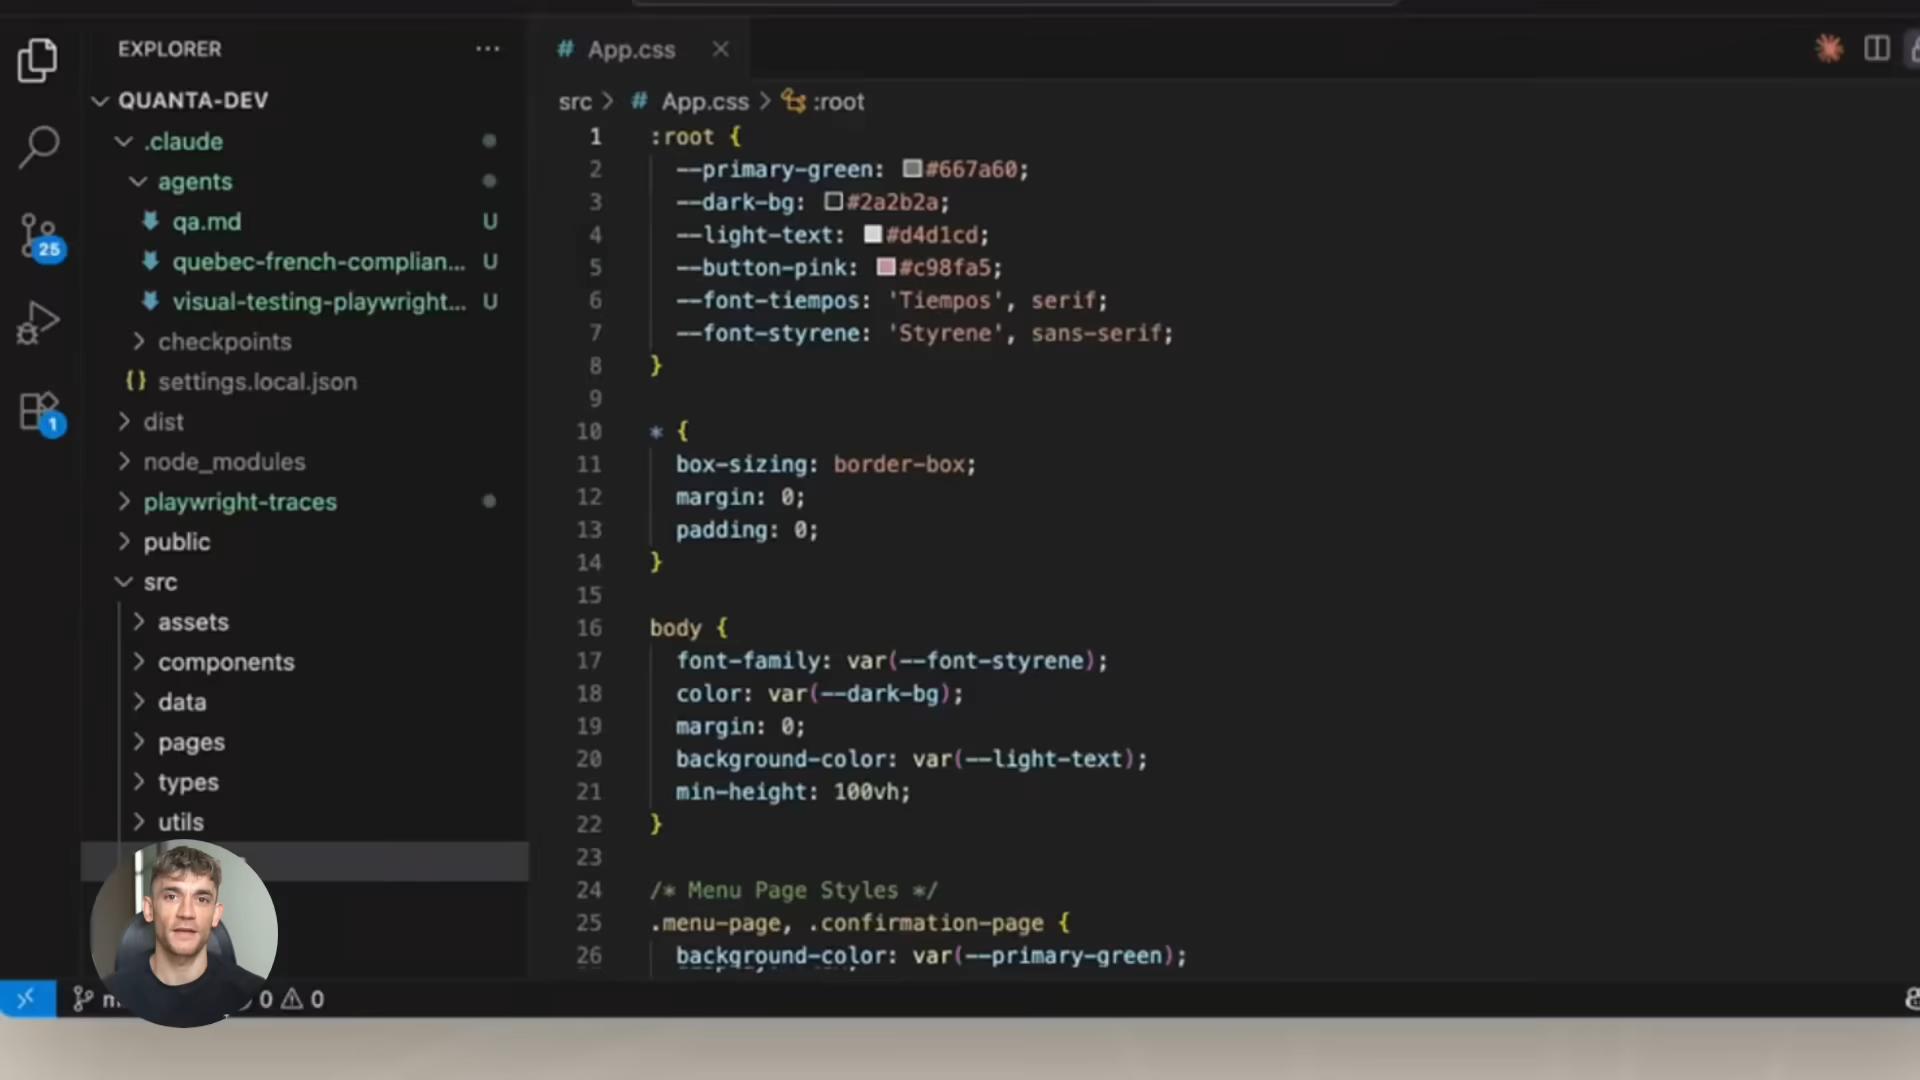 EXPLORER
QUANTA-DEV
.claude
agents
qa.md U
quebec-french-complian... U
visual-testing-playwright... U
checkpoints
{} settings.local.json
dist
node_modules
playwright-traces
public
src
assets
components
data
pages
types
utils
25
1
# App.css
src > # App.css > :root
1 :root {
2 --primary-green: #667a60;
3 --dark-bg: #2a2b2a;
4 --light-text: #d4d1cd;
5 --button-pink: #c98fa5;
6 --font-tiempos: 'Tiempos', serif;
7 --font-styrene: 'Styrene', sans-serif;
8 }
9
10 * {
11 box-sizing: border-box;
12 margin: 0;
13 padding: 0;
14 }
15
16 body {
17 font-family: var(--font-styrene);
18 color: var(--dark-bg);
19 margin: 0;
20 background-color: var(--light-text);
21 min-height: 100vh;
22 }
23
24 /* Menu Page Styles */
25 .menu-page, .confirmation-page {
26 background-color: var(--primary-green);
0 0